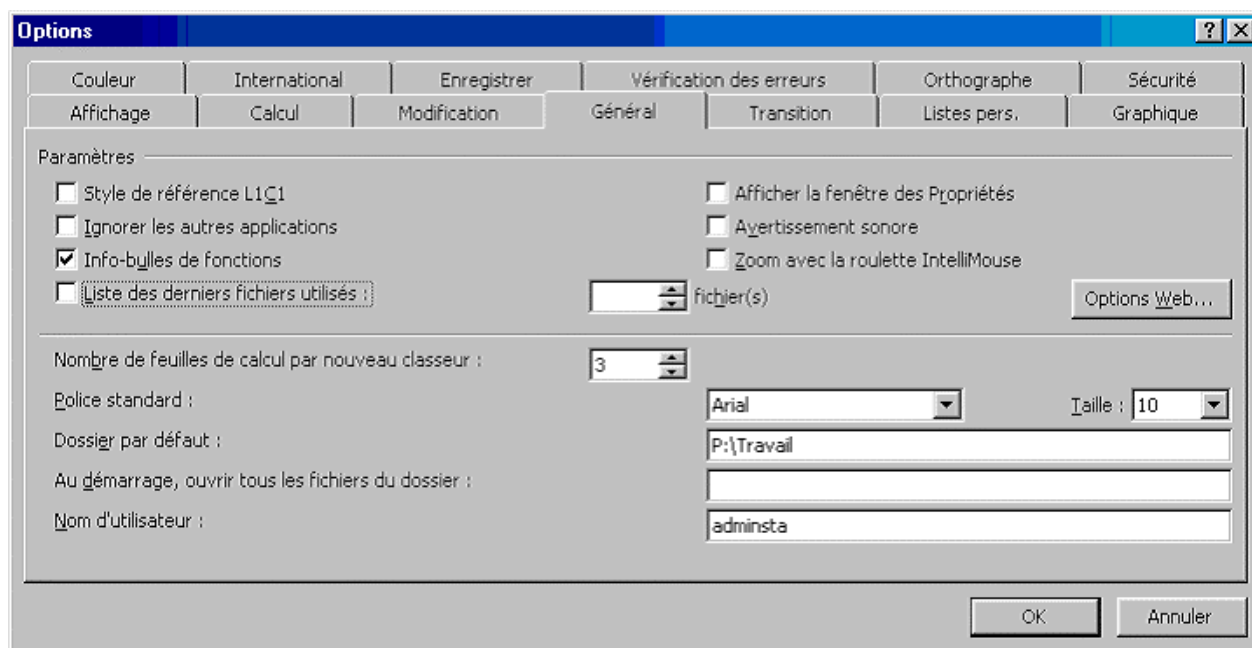 Options
Couleur International Enregistrer Vérification des erreurs Orthographe Sécurité
Affichage Calcul Modification Général Transition Listes pers. Graphique
Paramètres
Style de référence L1C1 Afficher la fenêtre des Propriétés
Ignorer les autres applications Avertissement sonore
Info-bulles de fonctions Zoom avec la roulette IntelliMouse
Liste des derniers fichiers utilisés : fichier(s) Options Web...
Nombre de feuilles de calcul par nouveau classeur : 3
Police standard : Arial Taille : 10
Dossier par défaut : P:\Travail
Au démarrage, ouvrir tous les fichiers du dossier :
Nom d'utilisateur : adminsta
OK Annuler